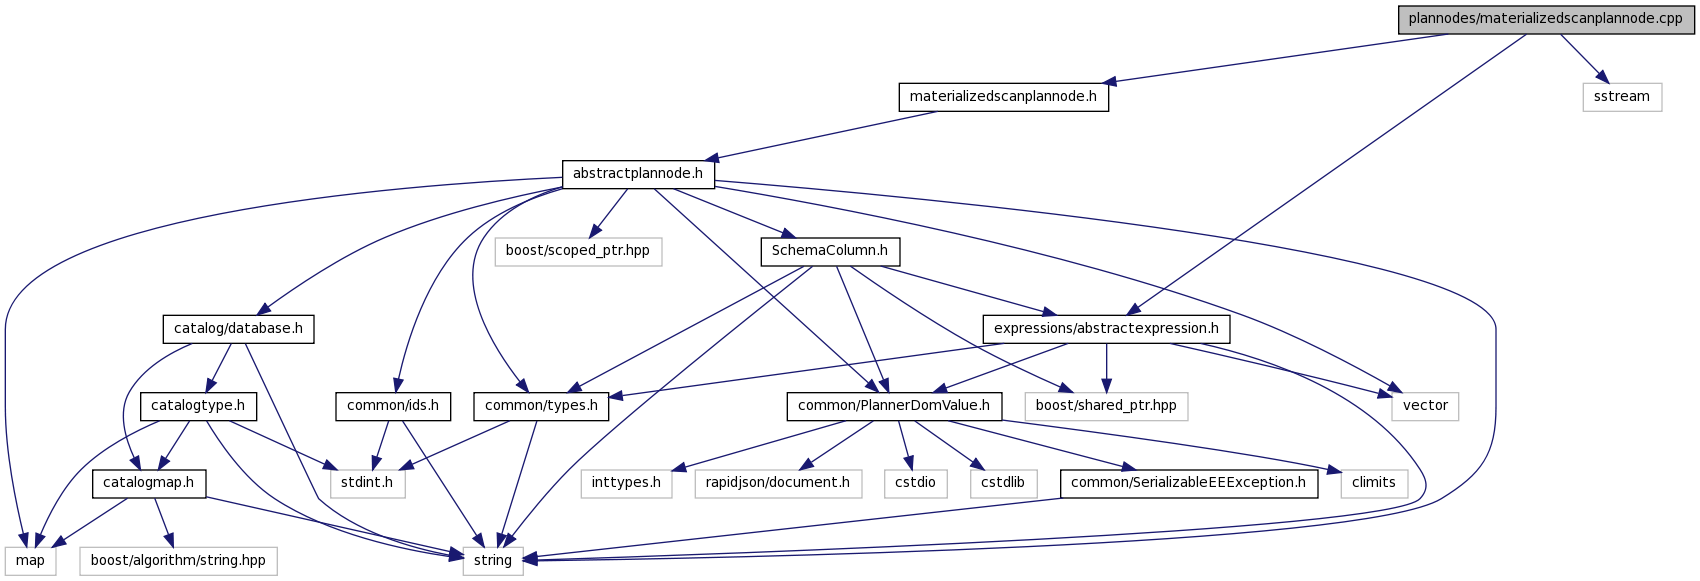 plannodes/materializedscanplannode.cpp
materializedscanplannode.h
sstream
abstractplannode.h
boost/scoped_ptr.hpp
SchemaColumn.h
catalog/database.h
expressions/abstractexpression.h
catalogtype.h
common/ids.h
common/types.h
common/PlannerDomValue.h
boost/shared_ptr.hpp
vector
catalogmap.h
stdint.h
inttypes.h
rapidjson/document.h
cstdio
cstdlib
common/SerializableEEException.h
climits
map
boost/algorithm/string.hpp
string